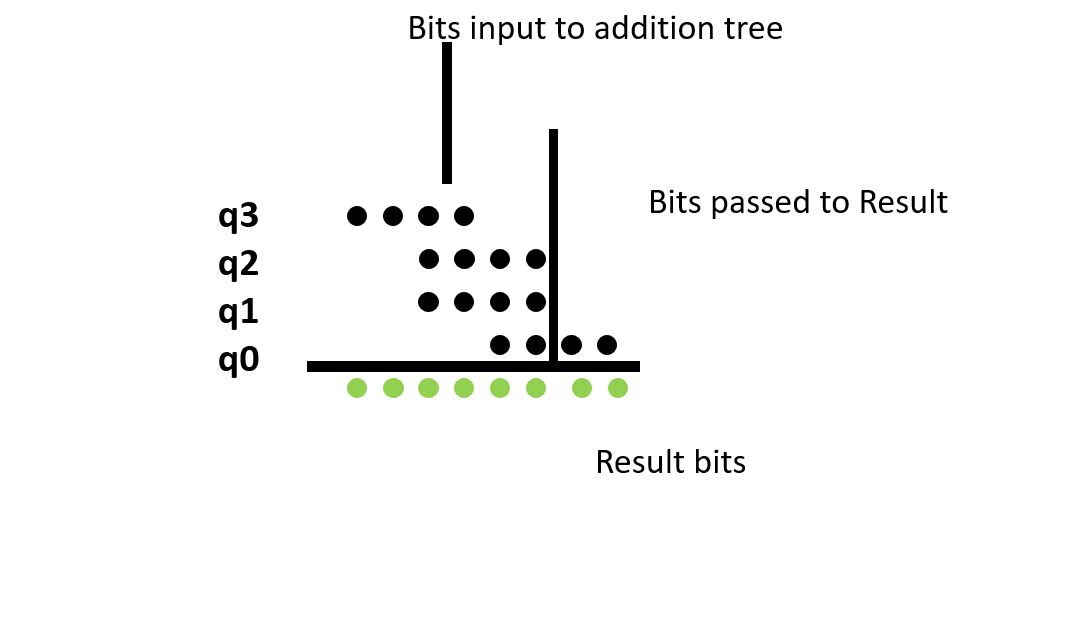 Bits input to addition tree
Bits passed to Result
q3
q2
q1
q0
Result bits